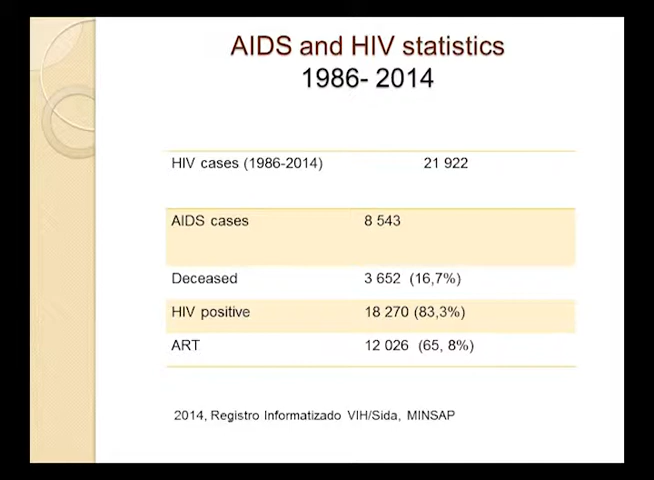 AIDS and HIV statistics
1986- 2014
HIV cases (1986-2014) 21 922
AIDS cases 8 543
Deceased 3 652 (16,7%)
HIV positive 18 270 (83,3%)
ART 12 026 (65, 8%)
2014, Registro Informatizado VIH/Sida, MINSAP